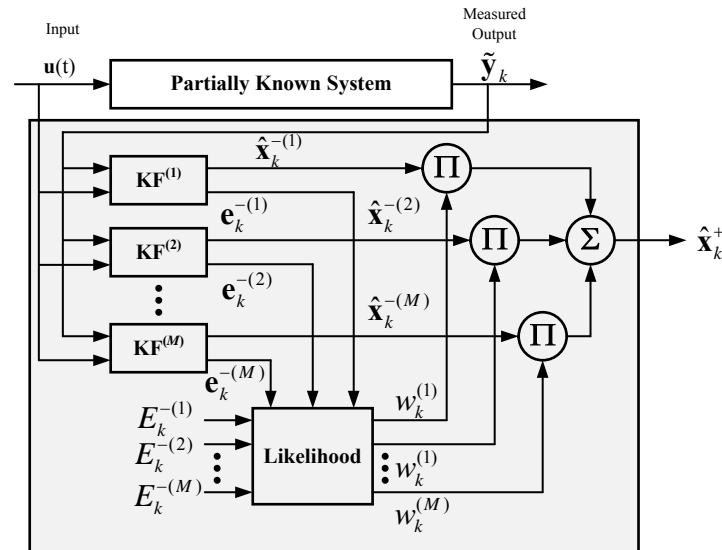 Input
Measured
Output
u(t)
Partially Known System
ỹ_k
KF^(1)
x̂_k^-(1)
Π
e_k^-(1)
x̂_k^-(2)
KF^(2)
Π
Σ
x̂_k^+
e_k^-(2)
x̂_k^-(M)
KF^(M)
Π
e_k^-(M)
E_k^-(1)
w_k^(1)
E_k^-(2)
Likelihood
w_k^(1)
E_k^-(M)
w_k^(M)